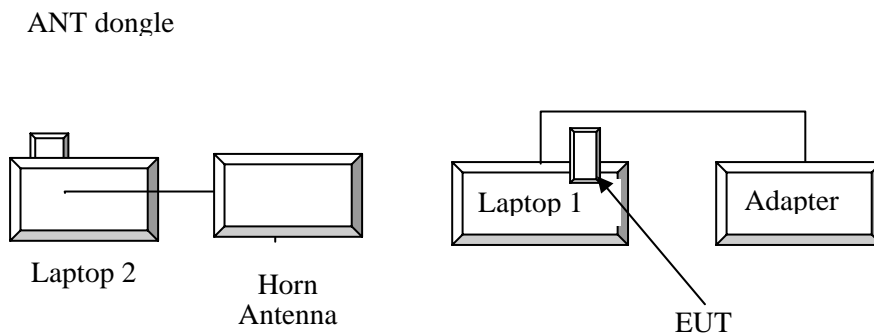 ANT dongle
Laptop 1
Adapter
Laptop 2
Horn
Antenna
EUT